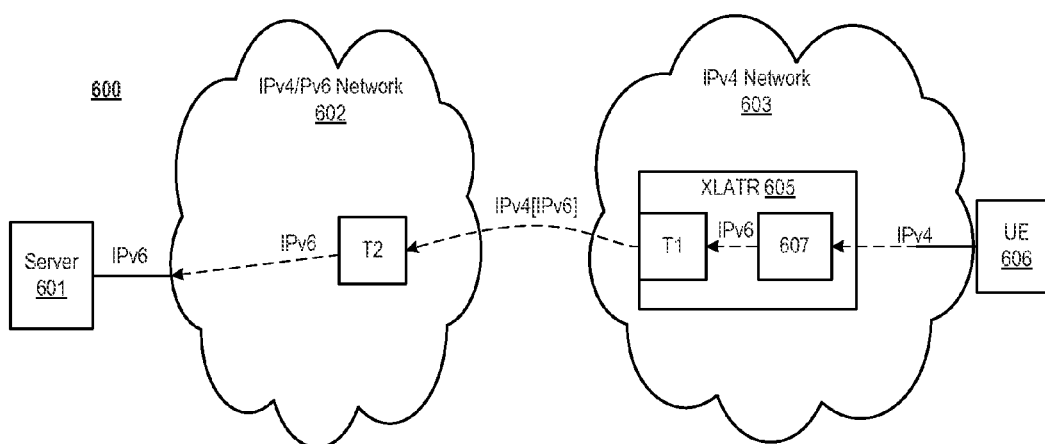 600
IPv4/Pv6 Network
602
IPv4 Network
603
XLATR 605
IPv4[IPv6]
Server
601
IPv6
IPv6
T2
T1
IPv6
607
IPv4
UE
606